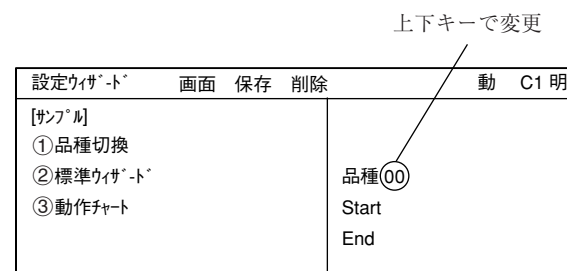 上下キーで変更
設定ｳｨｻﾞ-ﾄﾞ 画面 保存 削除 動 C1 明
[ｻﾝﾌﾟﾙ]
①品種切換
②標準ｳｨｻﾞ-ﾄﾞ 品種00
③動作ﾁｬｰﾄ Start
End